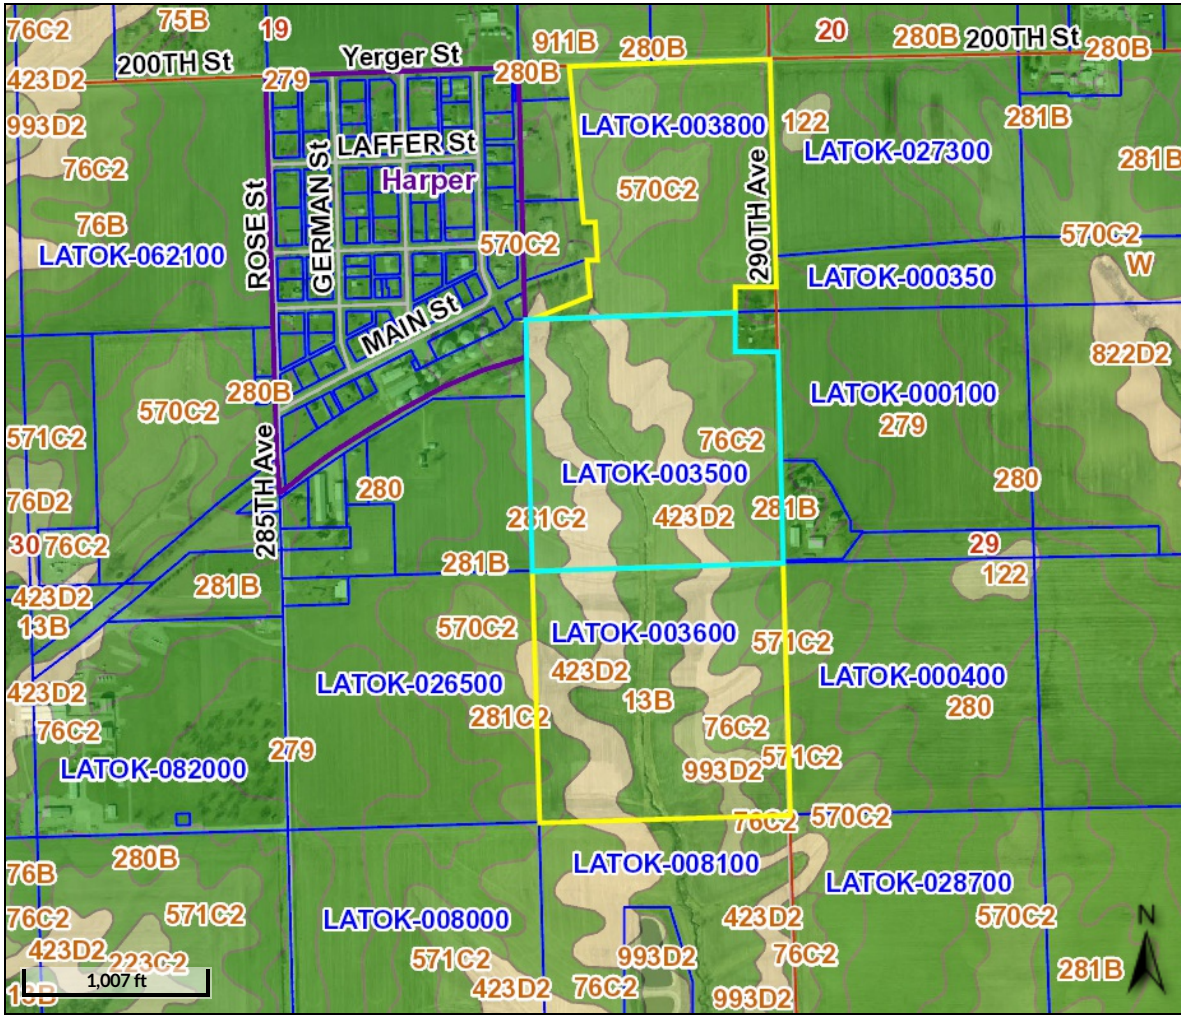 76C2
75B
19
911B
280B
20
280B
200TH St
280B
200TH St
Yerger St
423D2
279
280B
993D2
LATOK-003800
122
281B
LAFFER St
LATOK-027300
76C2
Harper
281B
570C2
ROSE St
GERMAN St
290TH Ave
76B
570C2
570C2
LATOK-062100
LATOK-000350
W
MAIN St
822D2
280B
570C2
LATOK-000100
571C2
76C2
279
LATOK-003500
280
280
76D2
281C2
423D2
281B
285TH Ave
30
76C2
29
281B
281B
122
423D2
13B
570C2
LATOK-003600
571C2
423D2
LATOK-026500
LATOK-000400
423D2
13B
280
76C2
281C2
76C2
279
571C2
LATOK-082000
993D2
76C2
570C2
280B
LATOK-008100
76B
LATOK-028700
76C2
571C2
LATOK-008000
423D2
570C2
N
423D2
223C2
571C2
993D2
76C2
281B
1,007 ft
13B
423D2
76C2
993D2